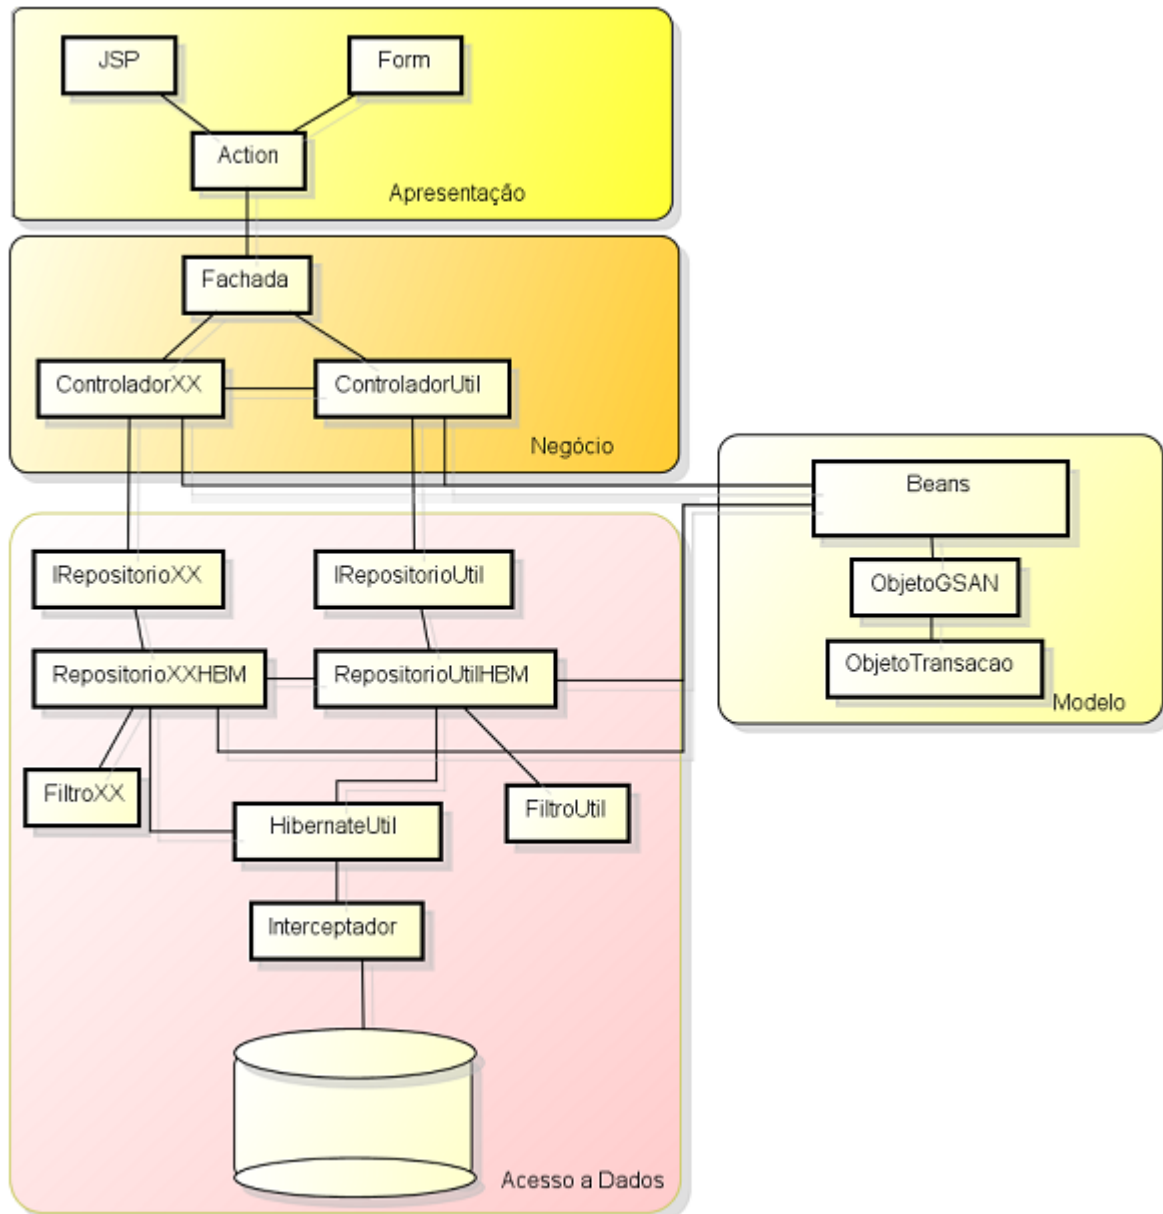 JSP
Form
Action
Apresentação
Fachada
ControladorXX
ControladorUtil
Negócio
Beans
ObjetoGSAN
ObjetoTransacao
Modelo
IRepositorioXX
IRepositorioUtil
RepositorioXXHBM
RepositorioUtilHBM
FiltroXX
HibernateUtil
FiltroUtil
Interceptador
Acesso a Dados